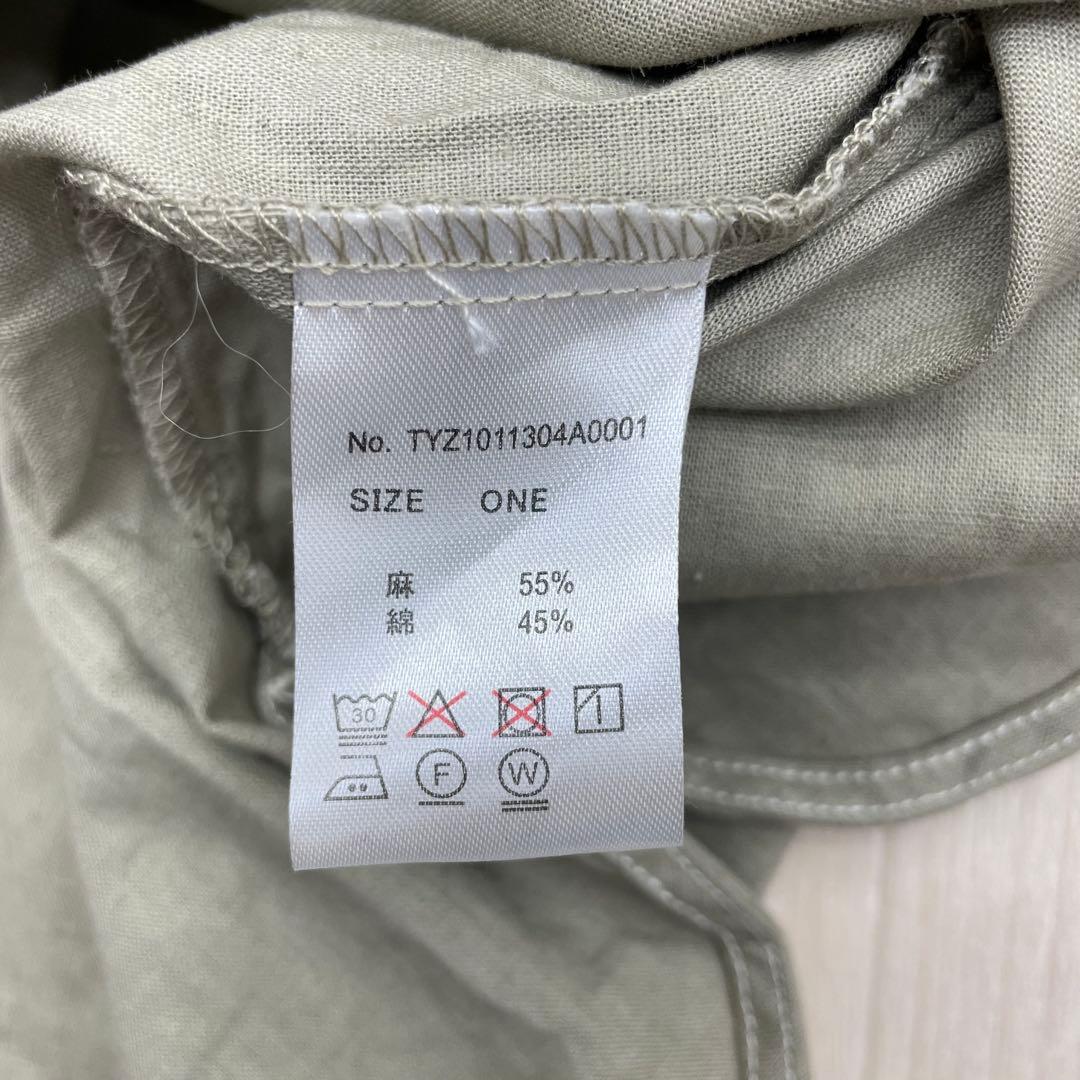 No. TYZ1011304A0001
SIZE ONE
麻 55%
綿 45%
30
F W